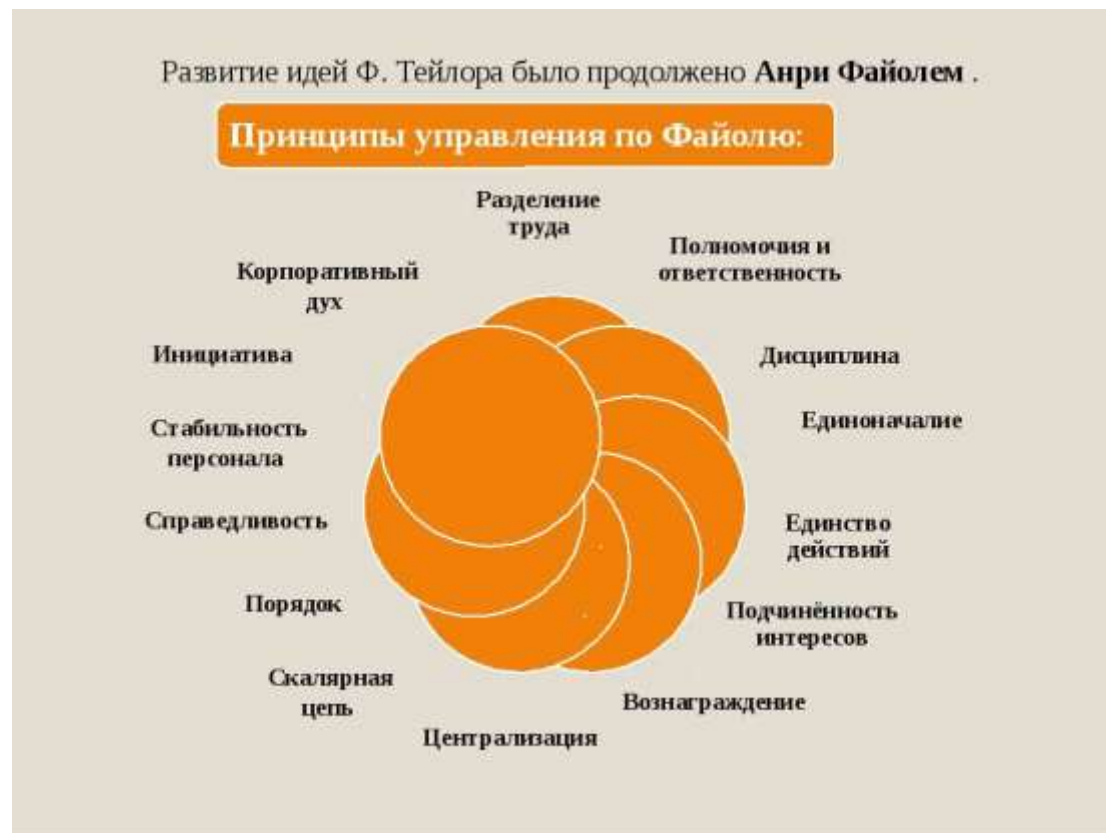 Развитие идей Ф. Тейлора было продолжено Анри Файолем .
Принципы управления по Файолю:
Разделение
труда
Полномочия и
ответственность
Дисциплина
Единоначалие
Единство
действий
Подчинённость
интересов
Вознаграждение
Централизация
Скалярная
цепь
Порядок
Справедливость
Стабильность
персонала
Инициатива
Корпоративный
дух